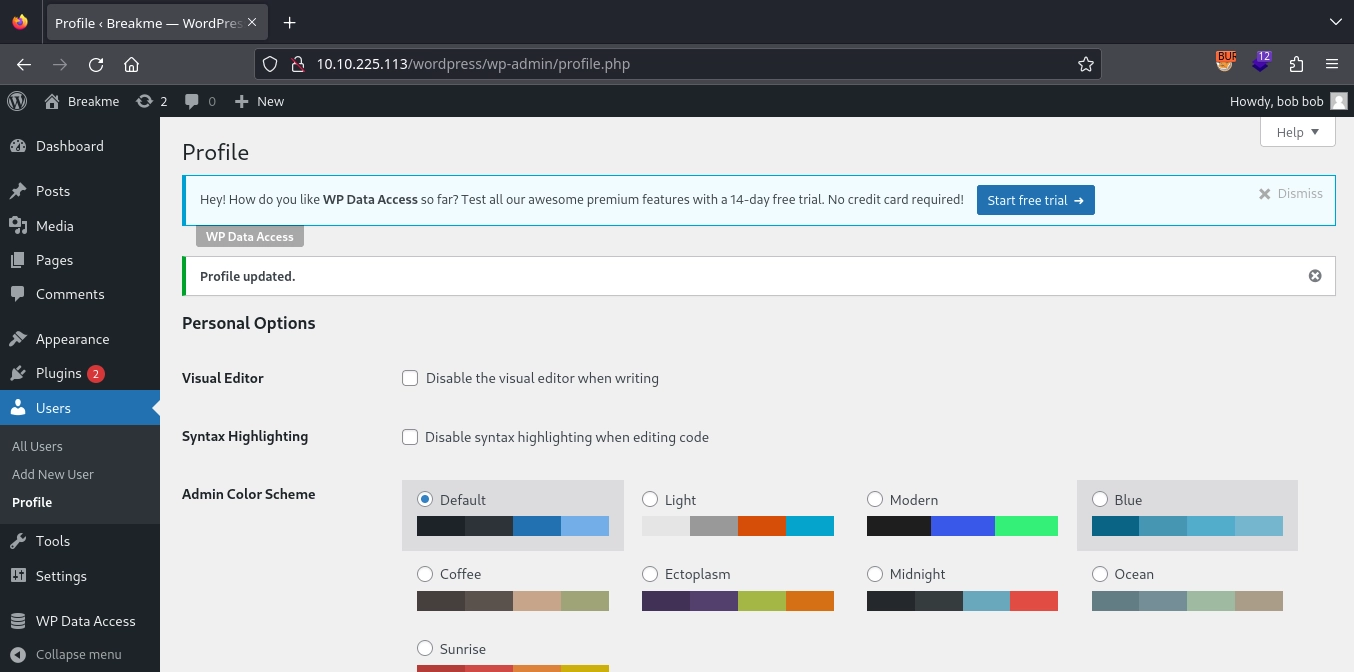 Profile ‹ Breakme — WordPres
10.10.225.113/wordpress/wp-admin/profile.php
BUR
12
Breakme 2 0 New
Howdy, bob bob
Dashboard
Posts
Media
Pages
Comments
Appearance
Plugins 2
Users
All Users
Add New User
Profile
Tools
Settings
WP Data Access
Collapse menu
Help
Profile
Hey! How do you like WP Data Access so far? Test all our awesome premium features with a 14-day free trial. No credit card required! Start free trial ➜
Dismiss
WP Data Access
Profile updated.
Personal Options
Visual Editor Disable the visual editor when writing
Syntax Highlighting Disable syntax highlighting when editing code
Admin Color Scheme Default Light Modern Blue
Coffee Ectoplasm Midnight Ocean
Sunrise